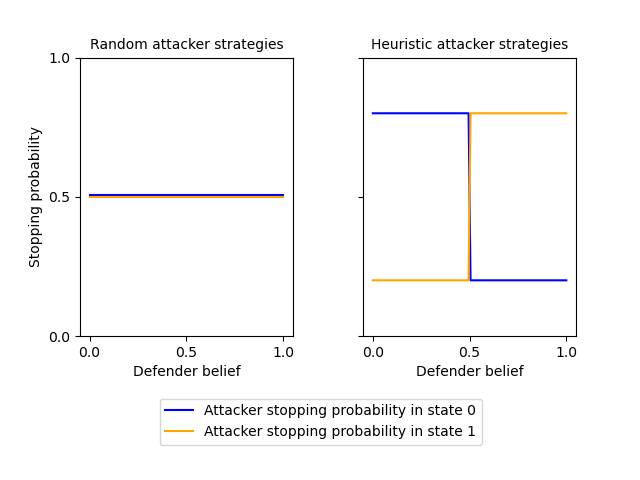 Random attacker strategies
Heuristic attacker strategies
1.0
0.5
0.0
Stopping probability
0.0 0.5 1.0
Defender belief
0.0 0.5 1.0
Defender belief
Attacker stopping probability in state 0
Attacker stopping probability in state 1